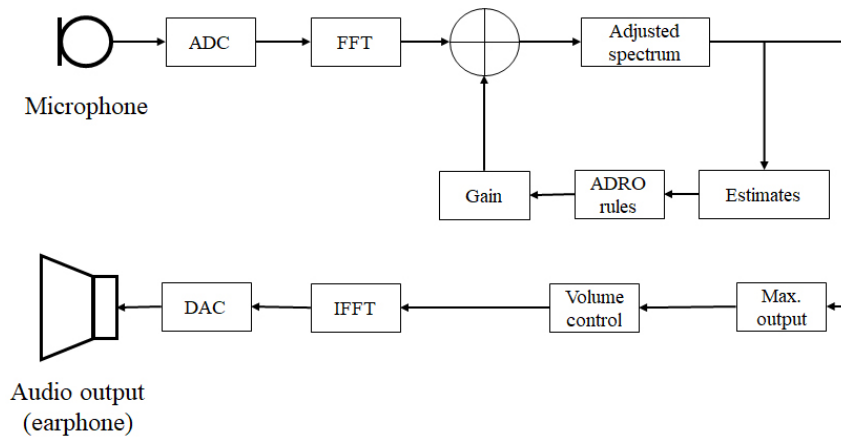 ADC
FFT
Adjusted
spectrum
Microphone
Gain
ADRO
rules
Estimates
DAC
IFFT
Volume
control
Max.
output
Audio output
(earphone)